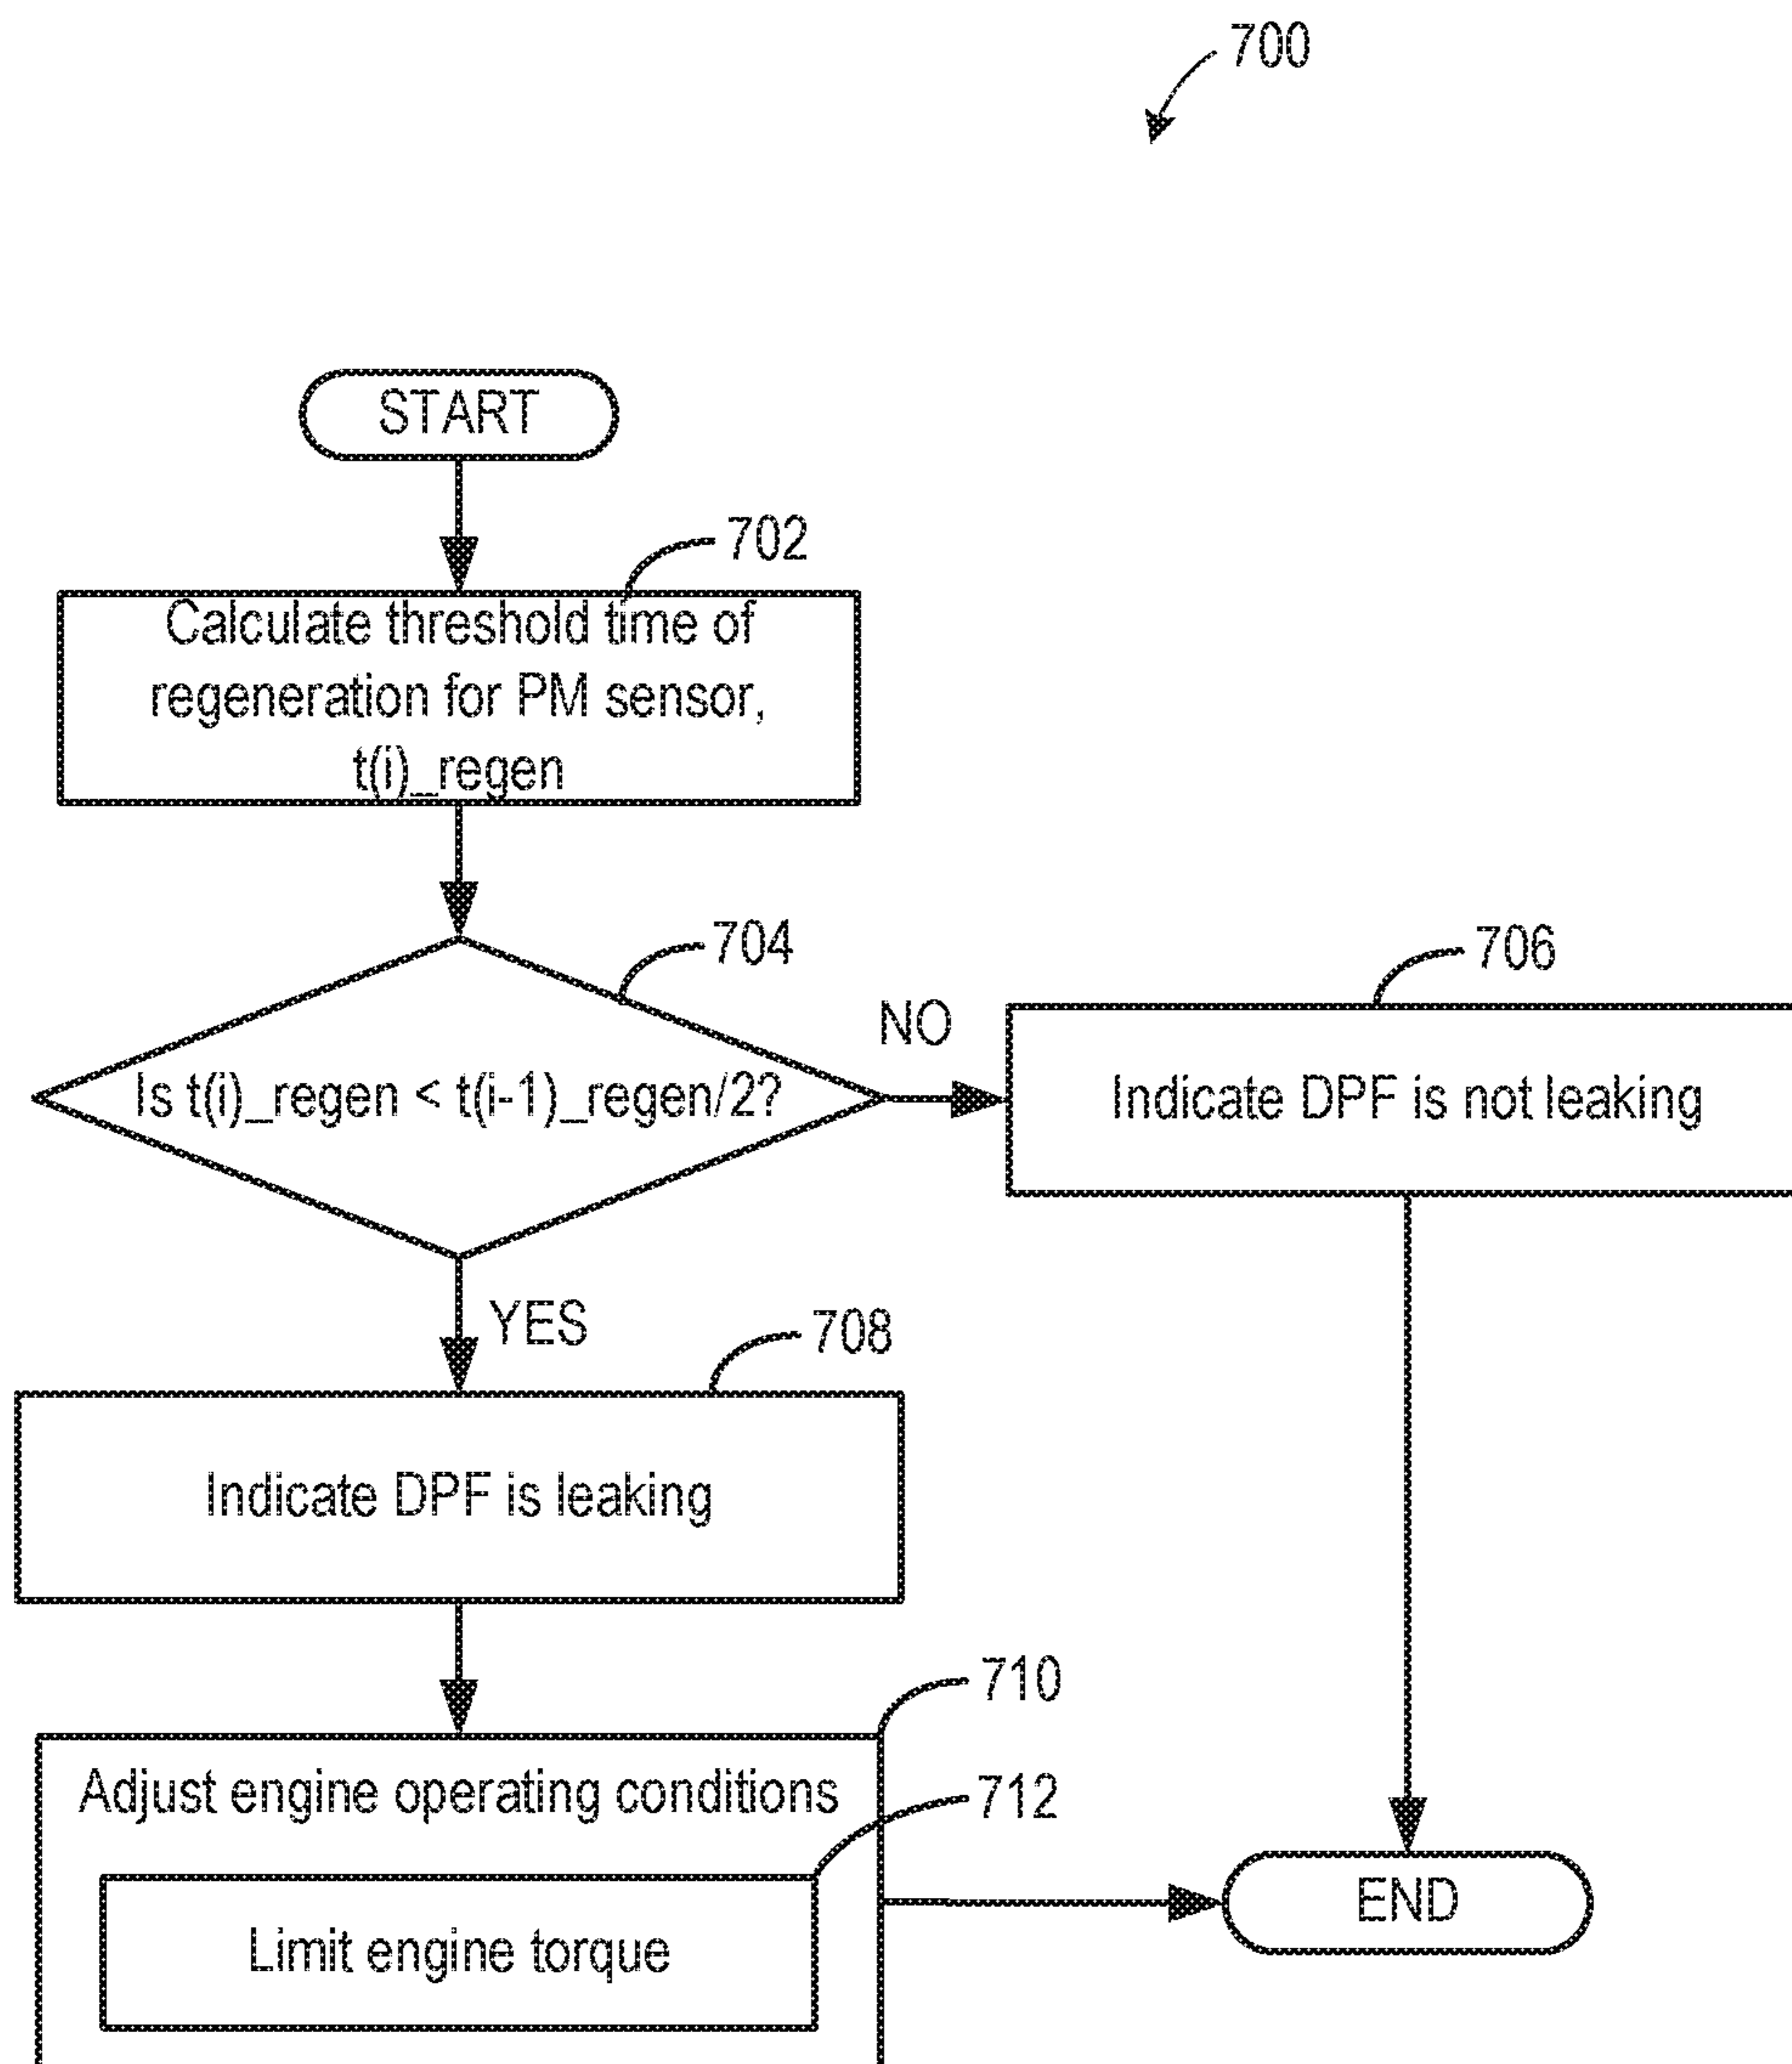 700
START
702
Calculate threshold time of
regeneration for PM sensor,
t(i)_regen
704
706
NO
Is t(i)_regen < t(i-1)_regen/2?
Indicate DPF is not leaking
YES
708
Indicate DPF is leaking
710
Adjust engine operating conditions
712
Limit engine torque
END